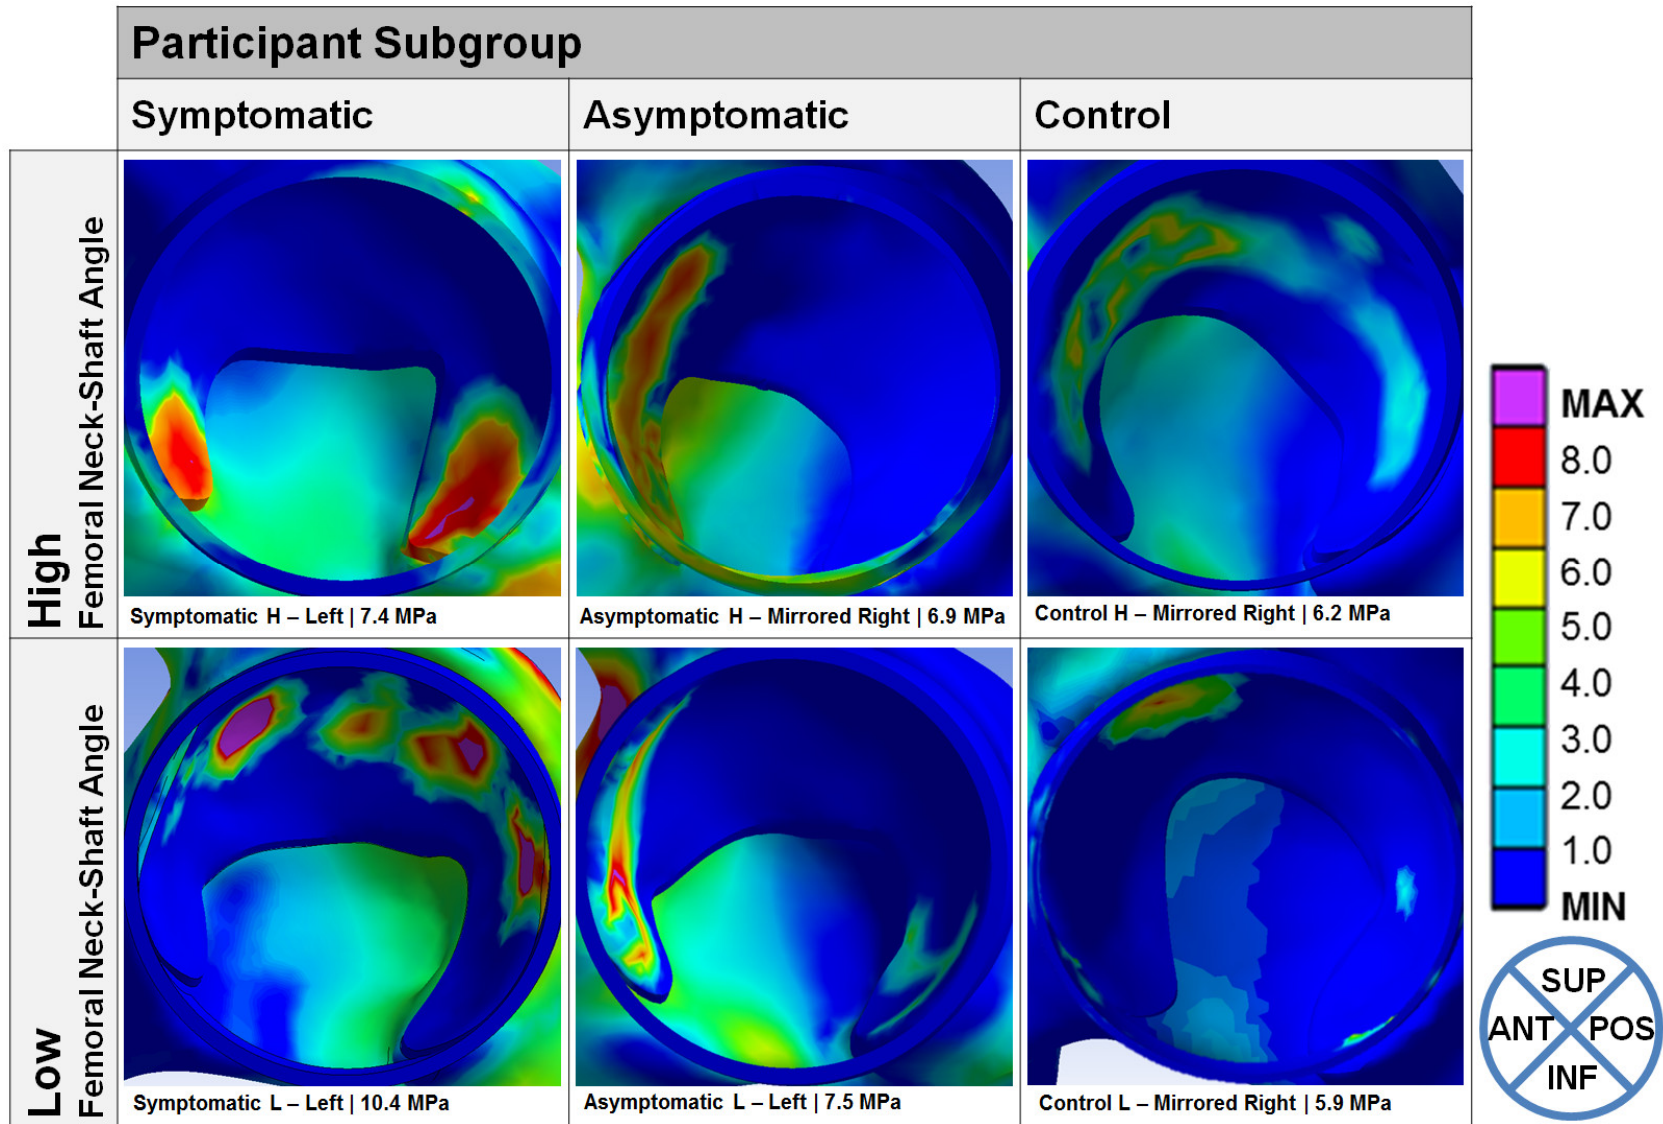 Participant Subgroup
Symptomatic
Asymptomatic
Control
High
Femoral Neck-Shaft Angle
Symptomatic H – Left | 7.4 MPa
Asymptomatic H – Mirrored Right | 6.9 MPa
Control H – Mirrored Right | 6.2 MPa
Low
Femoral Neck-Shaft Angle
Symptomatic L – Left | 10.4 MPa
Asymptomatic L – Left | 7.5 MPa
Control L – Mirrored Right | 5.9 MPa
MAX
8.0
7.0
6.0
5.0
4.0
3.0
2.0
1.0
MIN
SUP
ANT
POS
INF